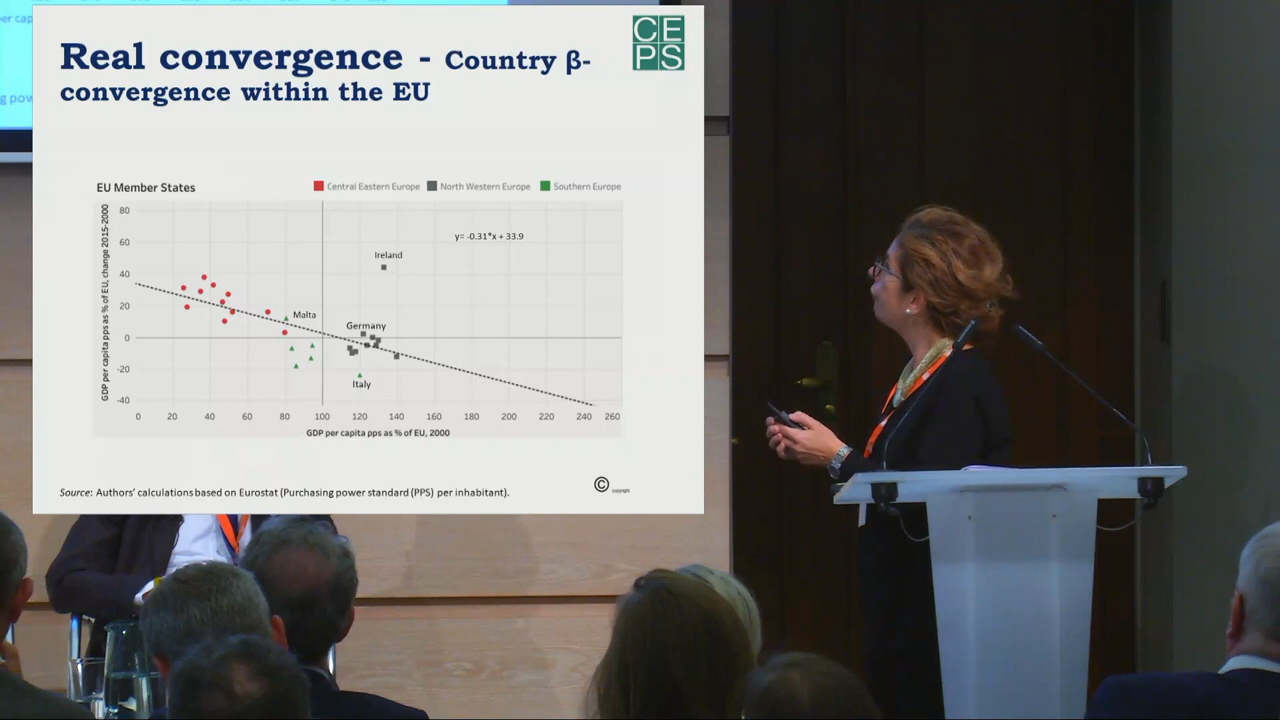 er cap
g pow
CE
PS
Real convergence - Country β-
convergence within the EU
EU Member States
Central Eastern Europe
North Western Europe
Southern Europe
GDP per capita pps as % of EU, change 2015-2000
80
60
40
20
0
-20
-40
y= -0.31*x + 33.9
Ireland
Malta
Germany
Italy
0 20 40 60 80 100 120 140 160 180 200 220 240 260
GDP per capita pps as % of EU, 2000
Source: Authors' calculations based on Eurostat (Purchasing power standard (PPS) per inhabitant).
© copyright